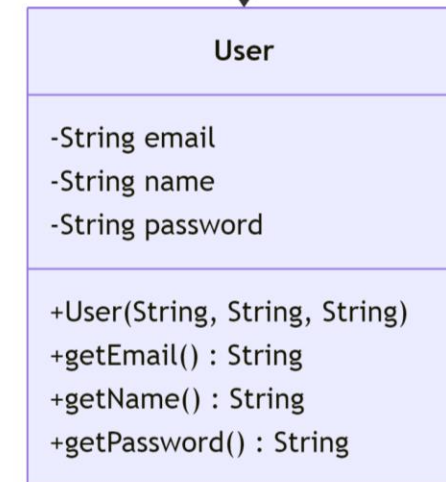 User
-String email
-String name
-String password
+User(String, String, String)
+getEmail() : String
+getName() : String
+getPassword() : String